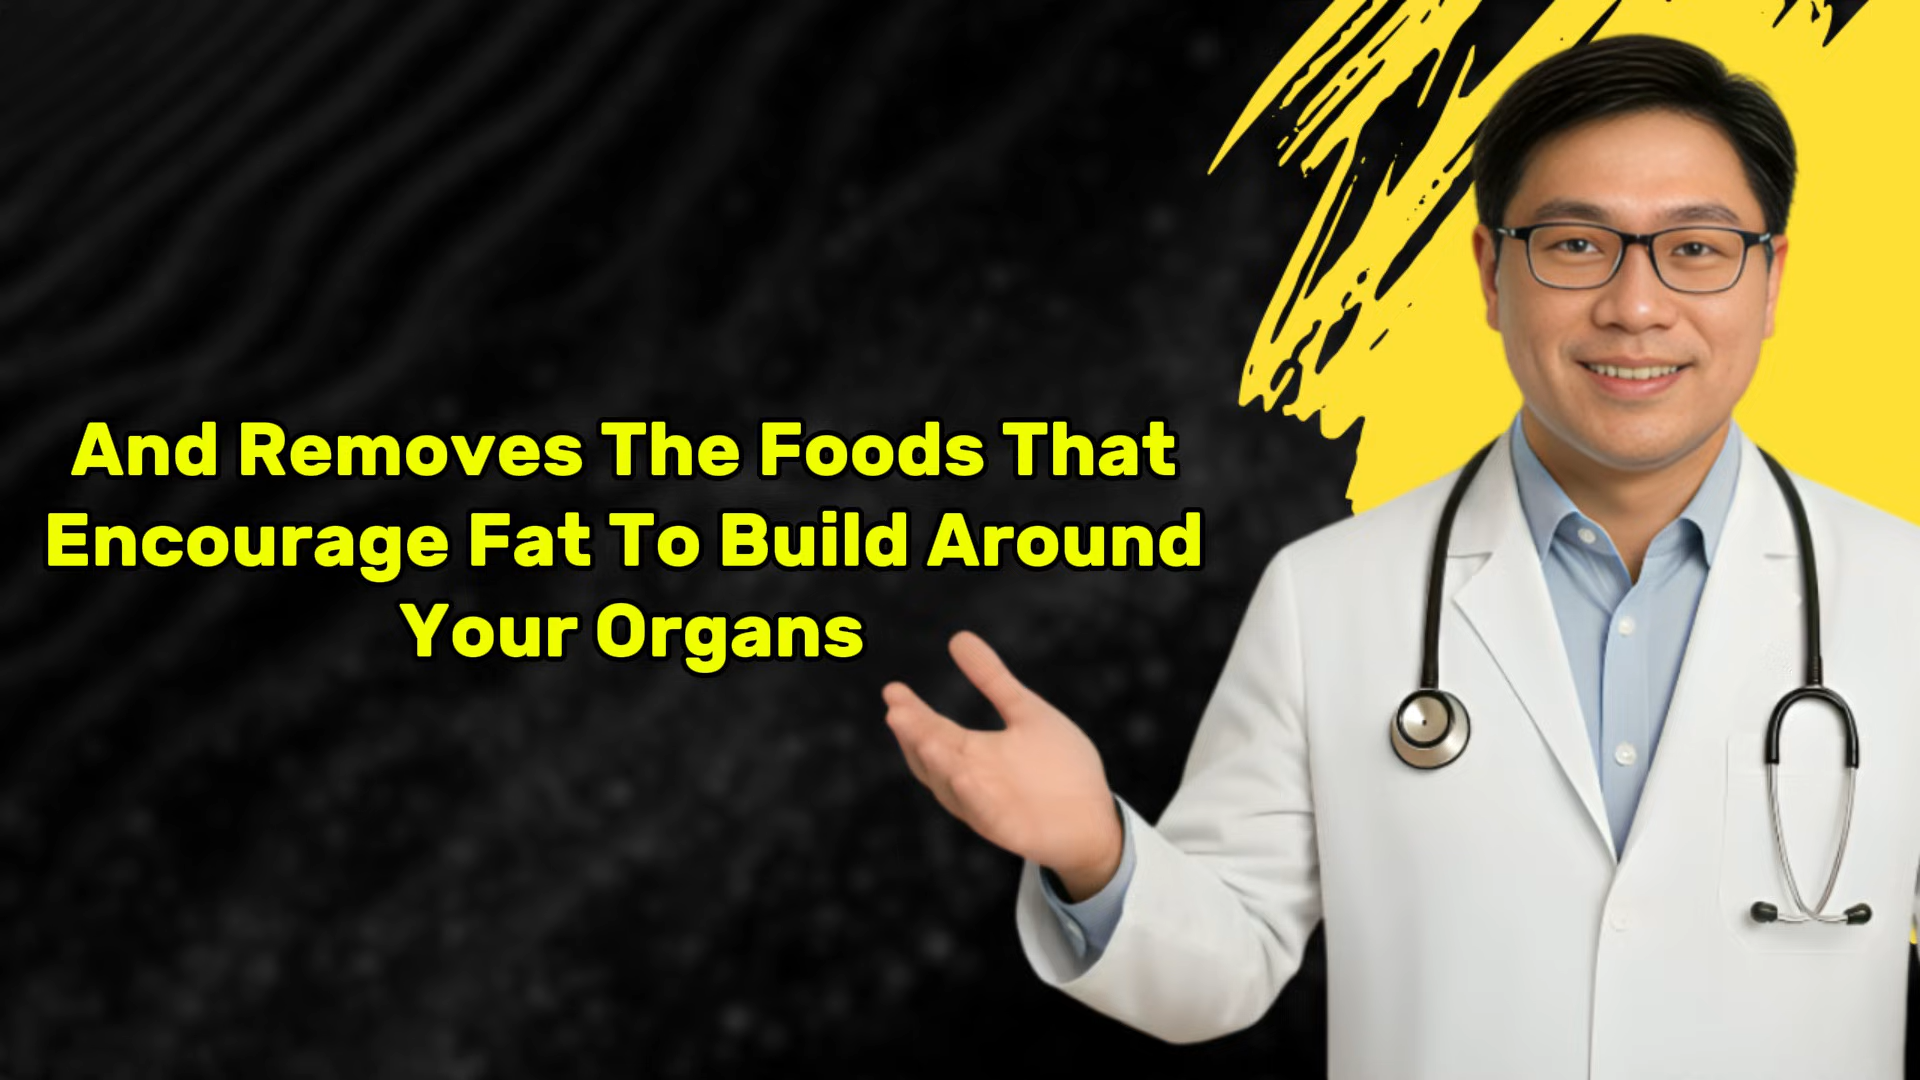 And Removes The Foods That
Encourage Fat To Build Around
Your Organs